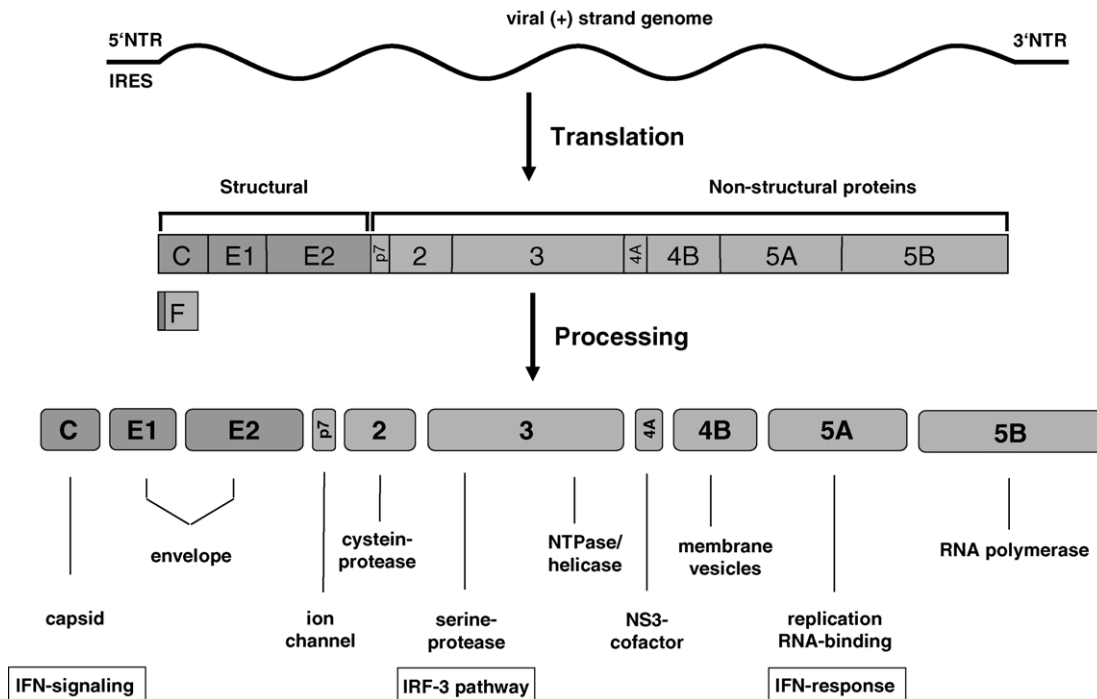 viral (+) strand genome
5‘NTR
3‘NTR
IRES
Translation
Structural
Non-structural proteins
C E1 E2 p7 2 3 4A 4B 5A 5B
F
Processing
C E1 E2 p7 2 3 4A 4B 5A 5B
envelope
cystein-
protease
NTPase/
helicase
membrane
vesicles
RNA polymerase
capsid
ion
channel
serine-
protease
NS3-
cofactor
replication
RNA-binding
IFN-signaling
IRF-3 pathway
IFN-response